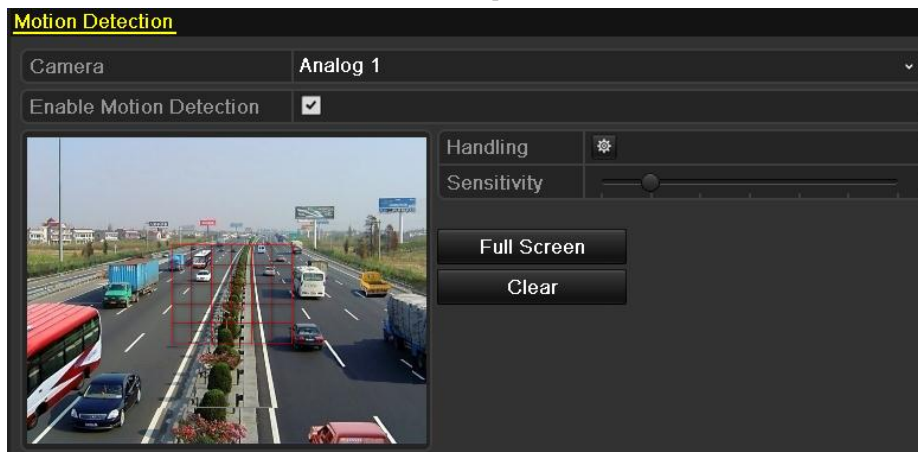 Motion Detection
Camera Analog 1
Enable Motion Detection
Handling
Sensitivity
Full Screen
Clear